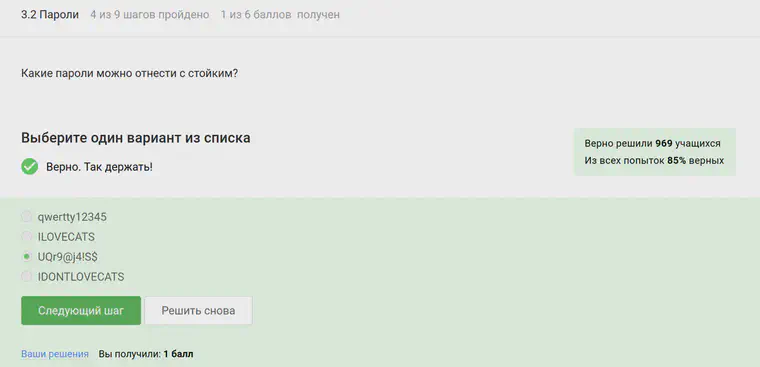 3.2 Пароли 4 из 9 шагов пройдено 1 из 6 баллов получен
Какие пароли можно отнести с стойким?
Выберите один вариант из списка
Верно. Так держать!
Верно решили 969 учащихся
Из всех попыток 85% верных
qwertty12345
ILOVECATS
UQr9@j4!S$
IDONTLOVECATS
Следующий шаг Решить снова
Ваши решения Вы получили: 1 балл